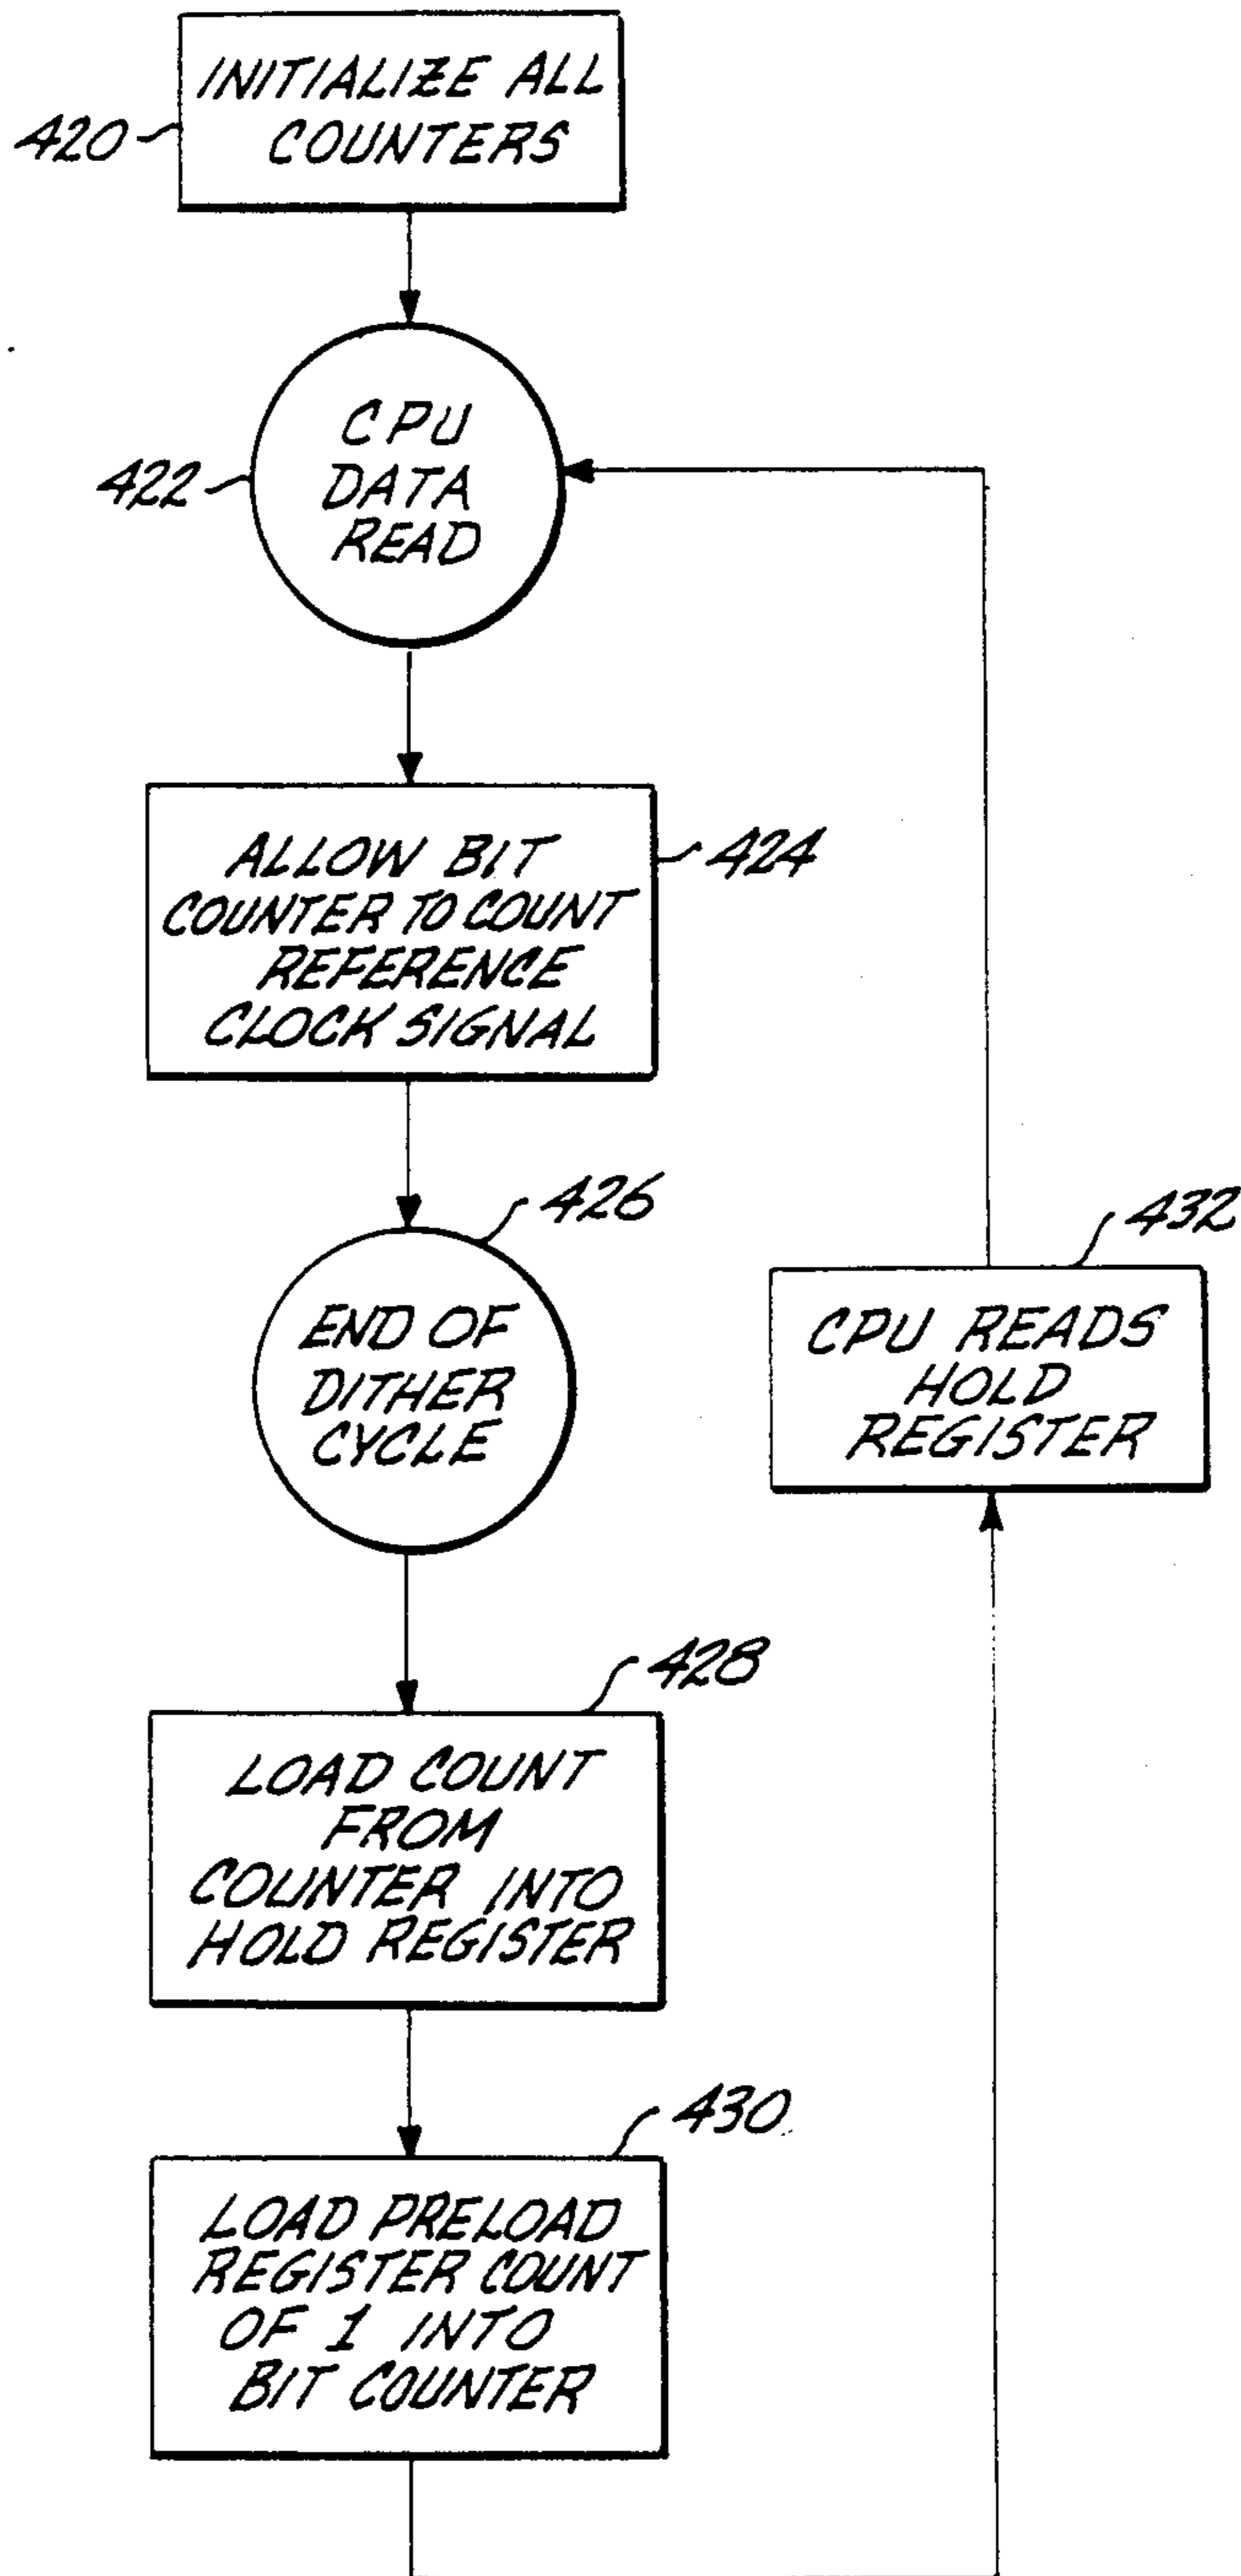 INITIALIZE ALL
COUNTERS
420
CPU
DATA
READ
422
ALLOW BIT
COUNTER TO COUNT
REFERENCE
CLOCK SIGNAL
424
426
END OF
DITHER
CYCLE
432
CPU READS
HOLD
REGISTER
428
LOAD COUNT
FROM
COUNTER INTO
HOLD REGISTER
430
LOAD PRELOAD
REGISTER COUNT
OF 1 INTO
BIT COUNTER